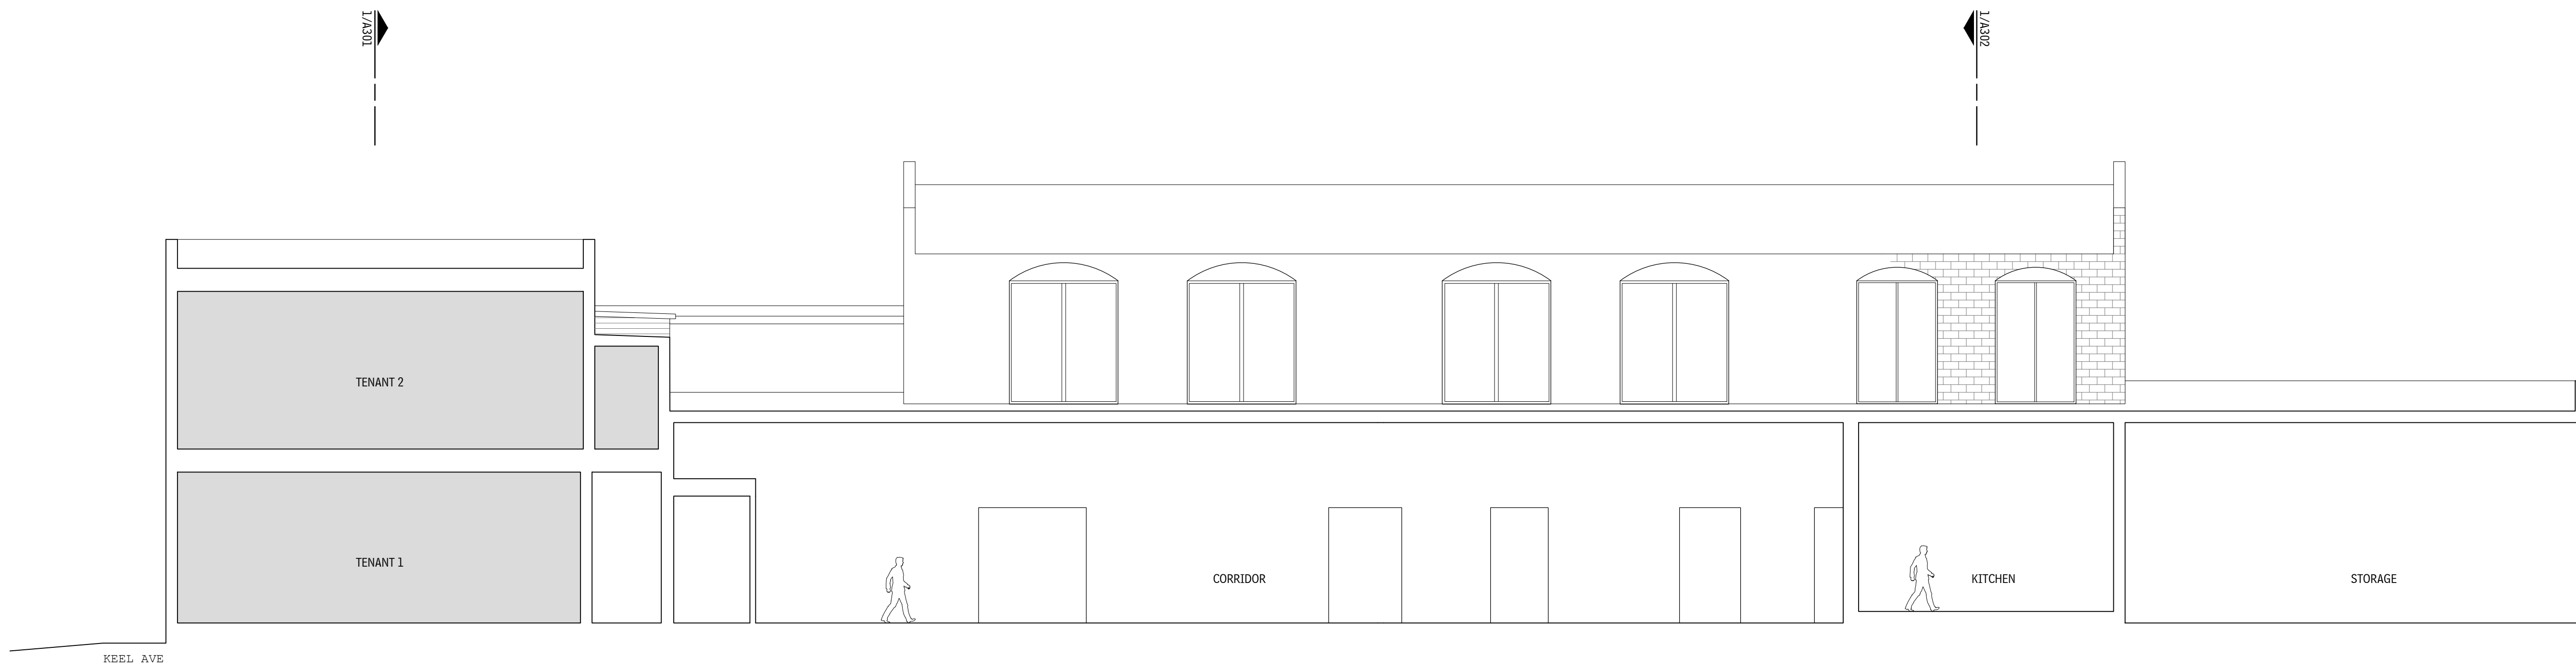 1/A301
1/A302
TENANT 2
TENANT 1
CORRIDOR
KITCHEN
STORAGE
KEEL AVE